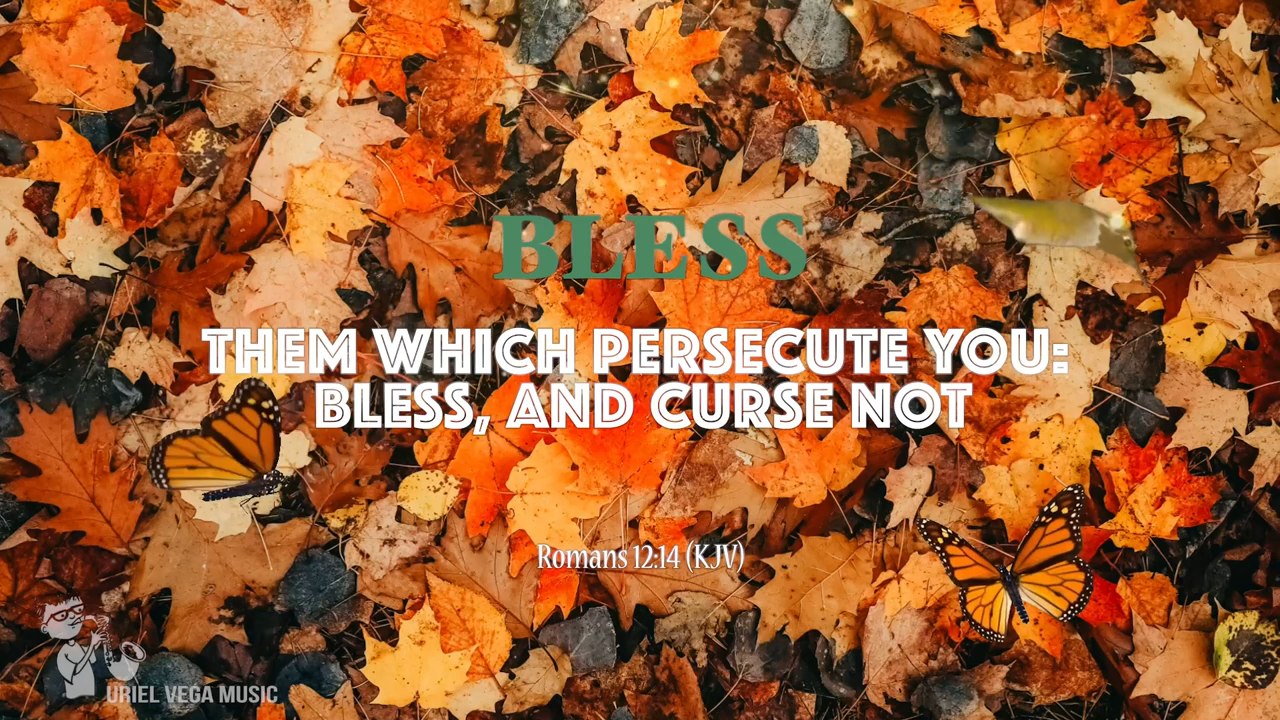 BLESS
THEM WHICH PERSECUTE YOU:
BLESS, AND CURSE NOT
Romans 12:14 (KJV)
URIEL VEGA MUSIC